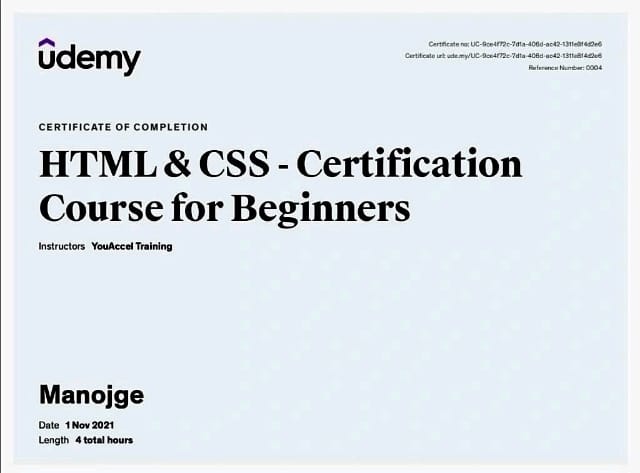 ûdemy
Certificate no: UC-9ce4f72c-7d1a-406d-ac42-1311e8f4d2e6
Certificate url: ude.my/UC-9ce4f72c-7d1a-406d-ac42-1311e8f4d2e6
Reference Number: 0004
CERTIFICATE OF COMPLETION
HTML & CSS - Certification
Course for Beginners
Instructors YouAccel Training
Manojge
Date 1 Nov 2021
Length 4 total hours